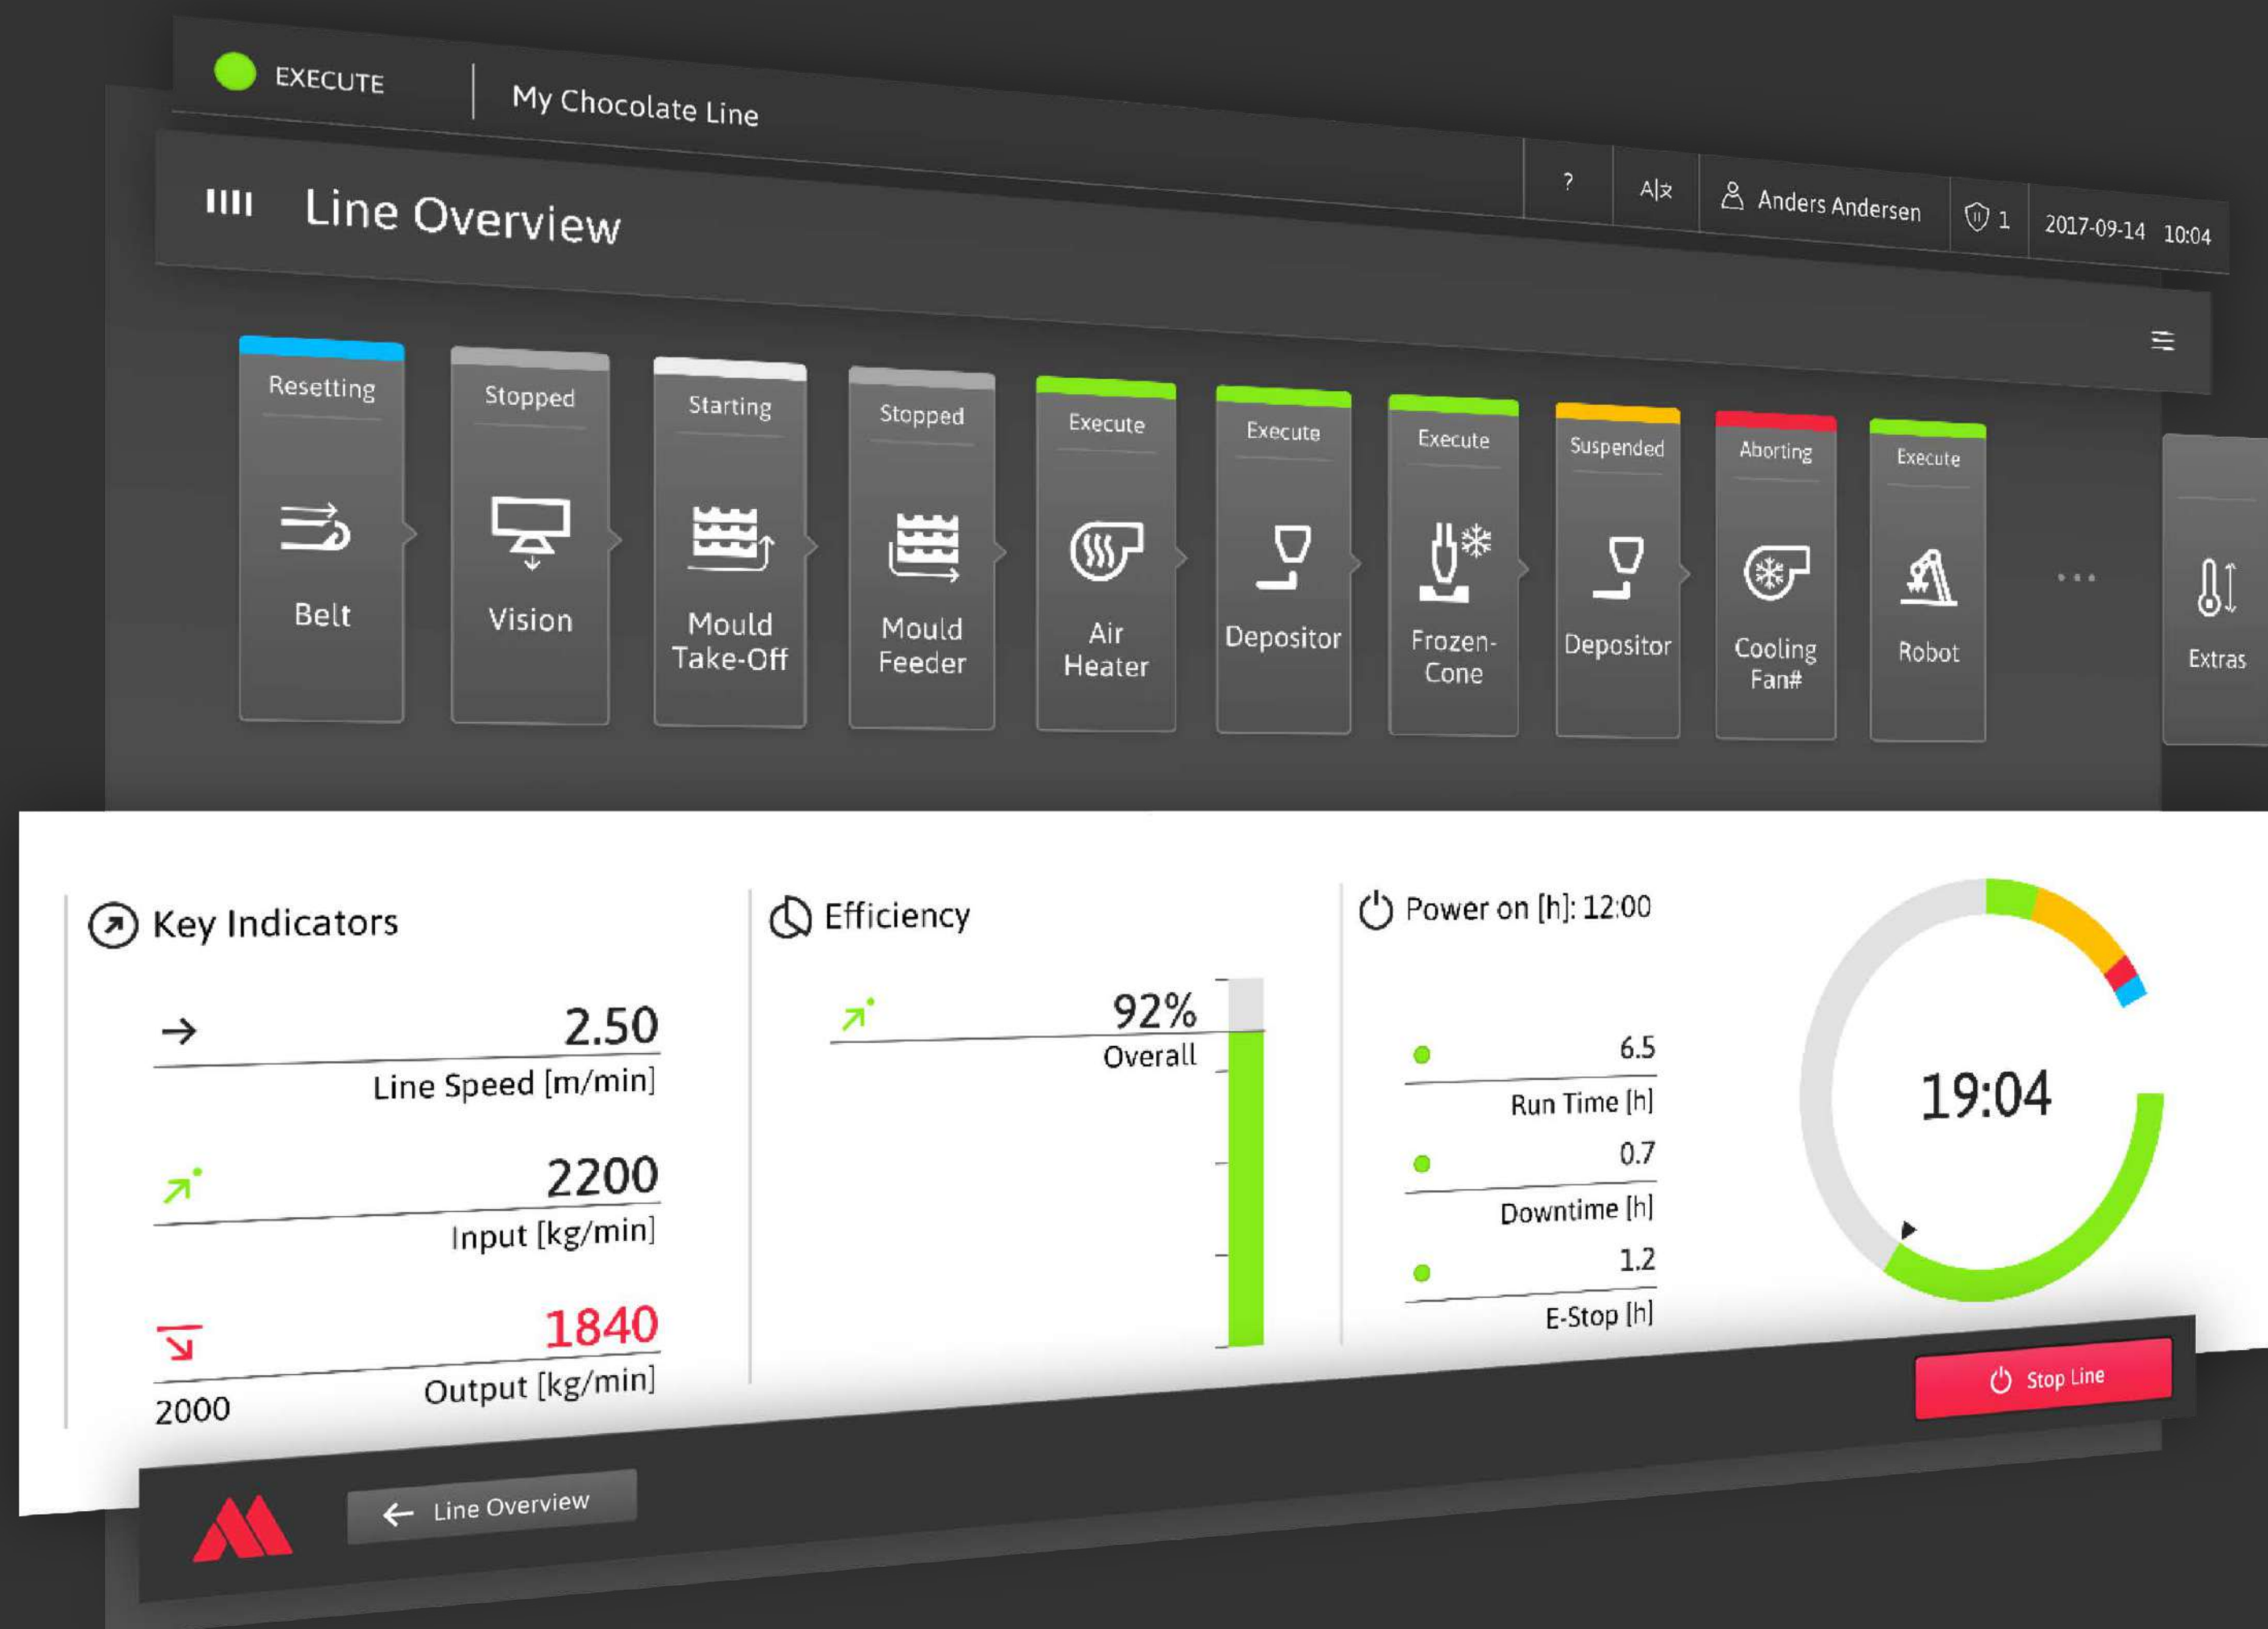 EXECUTE
My Chocolate Line
?
A|文
Anders Andersen
1
2017-09-14 10:04
Line Overview
Resetting
Belt
Stopped
Vision
Starting
Mould
Take-Off
Stopped
Mould
Feeder
Execute
Air
Heater
Execute
Depositor
Execute
Frozen-
Cone
Suspended
Depositor
Aborting
Cooling
Fan#
Execute
Robot
...
Extras
Key Indicators
2.50
Line Speed [m/min]
2200
Input [kg/min]
1840
2000
Output [kg/min]
Efficiency
92%
Overall
Power on [h]: 12:00
6.5
Run Time [h]
0.7
Downtime [h]
1.2
E-Stop [h]
19:04
Stop Line
Line Overview